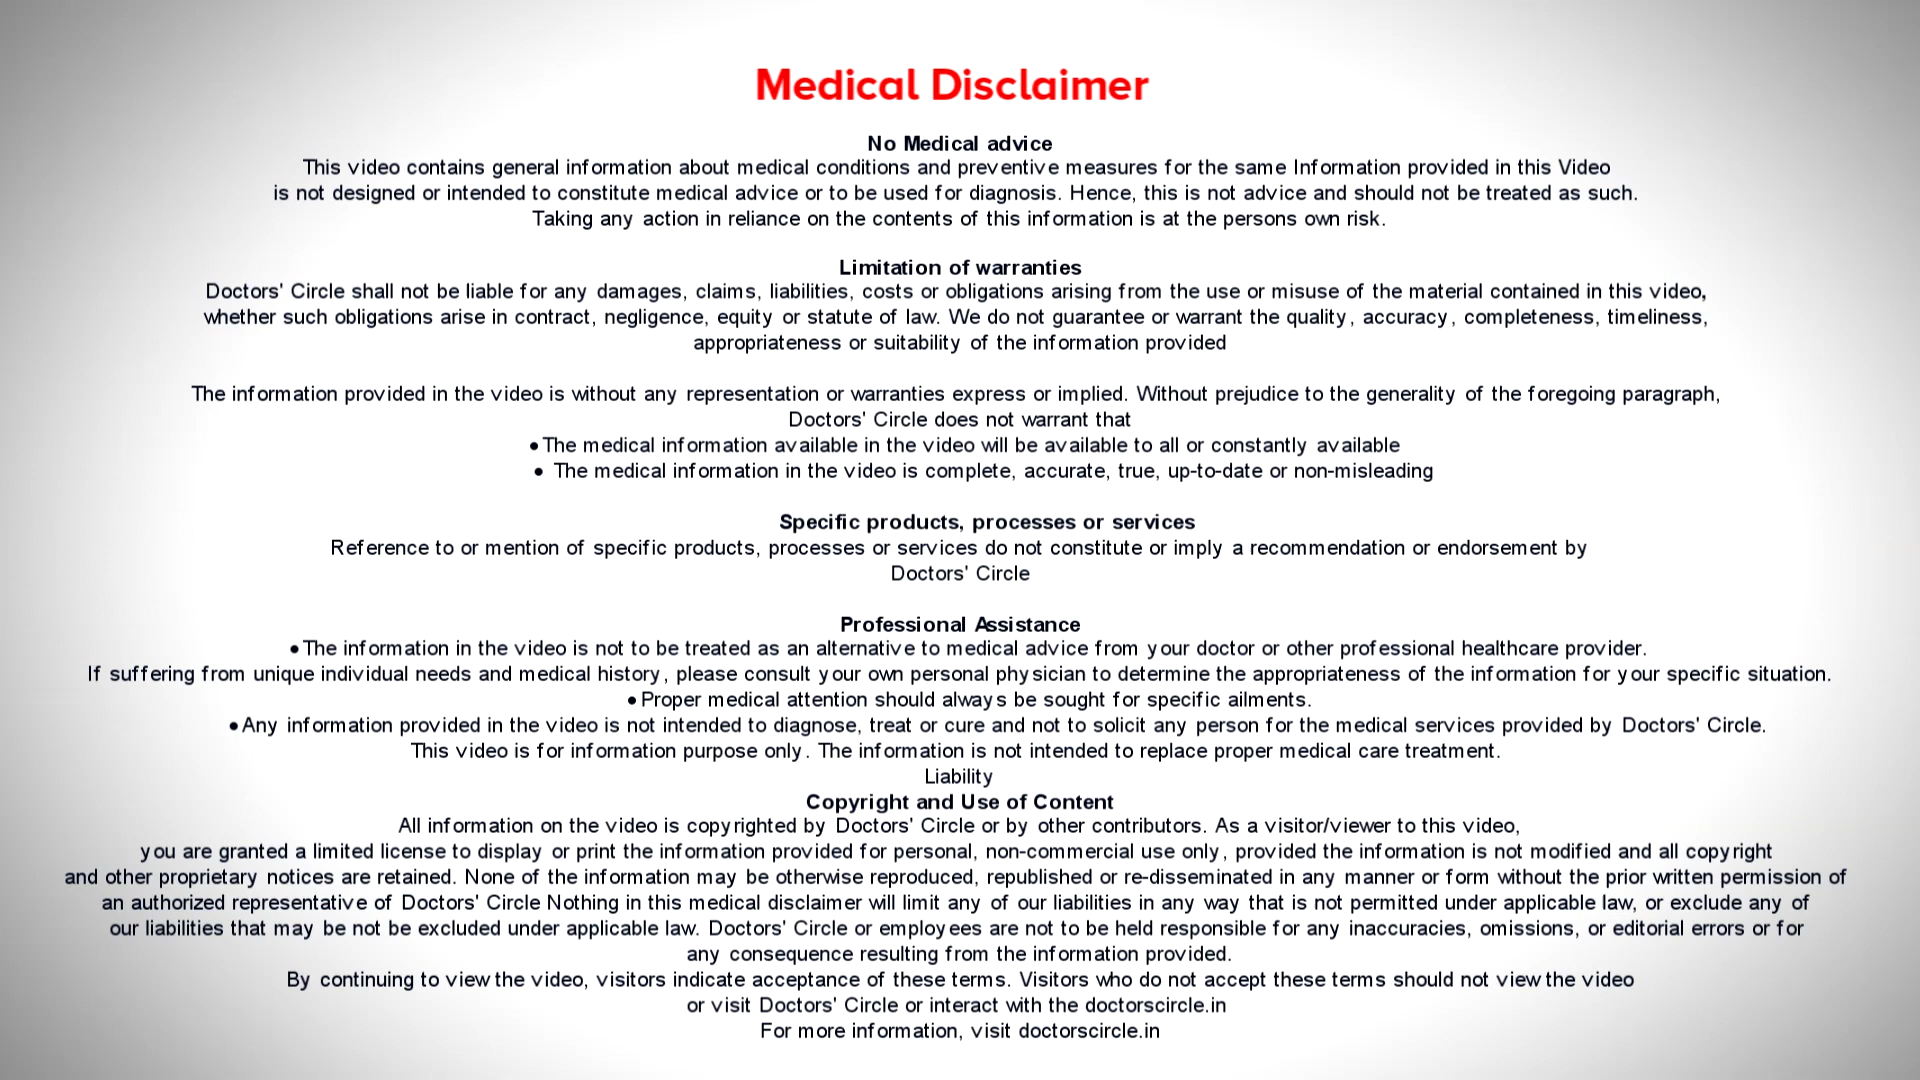 Medical Disclaimer
No Medical advice
This video contains general information about medical conditions and preventive measures for the same Information provided in this Video
is not designed or intended to constitute medical advice or to be used for diagnosis. Hence, this is not advice and should not be treated as such.
Taking any action in reliance on the contents of this information is at the persons own risk.
Limitation of warranties
Doctors' Circle shall not be liable for any damages, claims, liabilities, costs or obligations arising from the use or misuse of the material contained in this video,
whether such obligations arise in contract, negligence, equity or statute of law. We do not guarantee or warrant the quality, accuracy, completeness, timeliness,
appropriateness or suitability of the information provided
The information provided in the video is without any representation or warranties express or implied. Without prejudice to the generality of the foregoing paragraph,
Doctors' Circle does not warrant that
• The medical information available in the video will be available to all or constantly available
• The medical information in the video is complete, accurate, true, up-to-date or non-misleading
Specific products, processes or services
Reference to or mention of specific products, processes or services do not constitute or imply a recommendation or endorsement by
Doctors' Circle
Professional Assistance
• The information in the video is not to be treated as an alternative to medical advice from your doctor or other professional healthcare provider.
If suffering from unique individual needs and medical history, please consult your own personal physician to determine the appropriateness of the information for your specific situation.
• Proper medical attention should always be sought for specific ailments.
• Any information provided in the video is not intended to diagnose, treat or cure and not to solicit any person for the medical services provided by Doctors' Circle.
This video is for information purpose only. The information is not intended to replace proper medical care treatment.
Liability
Copyright and Use of Content
All information on the video is copyrighted by Doctors' Circle or by other contributors. As a visitor/viewer to this video,
you are granted a limited license to display or print the information provided for personal, non-commercial use only, provided the information is not modified and all copyright
and other proprietary notices are retained. None of the information may be otherwise reproduced, republished or re-disseminated in any manner or form without the prior written permission of
an authorized representative of Doctors' Circle Nothing in this medical disclaimer will limit any of our liabilities in any way that is not permitted under applicable law, or exclude any of
our liabilities that may be not be excluded under applicable law. Doctors' Circle or employees are not to be held responsible for any inaccuracies, omissions, or editorial errors or for
any consequence resulting from the information provided.
By continuing to view the video, visitors indicate acceptance of these terms. Visitors who do not accept these terms should not view the video
or visit Doctors' Circle or interact with the doctorscircle.in
For more information, visit doctorscircle.in